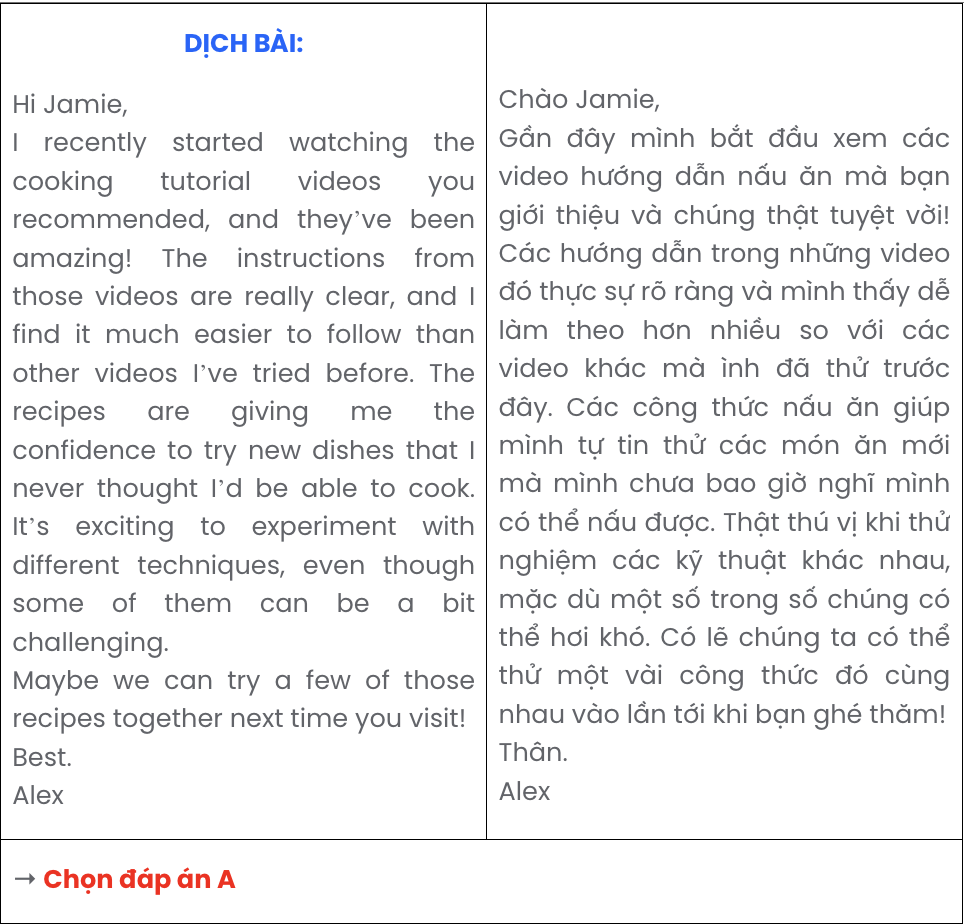 DỊCH BÀI:
Hi Jamie,
I recently started watching the
cooking tutorial videos you
recommended, and they’ve been
amazing! The instructions from
those videos are really clear, and I
find it much easier to follow than
other videos I’ve tried before. The
recipes are giving me the
confidence to try new dishes that I
never thought I’d be able to cook.
It’s exciting to experiment with
different techniques, even though
some of them can be a bit
challenging.
Maybe we can try a few of those
recipes together next time you visit!
Best.
Alex
Chào Jamie,
Gần đây mình bắt đầu xem các
video hướng dẫn nấu ăn mà bạn
giới thiệu và chúng thật tuyệt vời!
Các hướng dẫn trong những video
đó thực sự rõ ràng và mình thấy dễ
làm theo hơn nhiều so với các
video khác mà ình đã thử trước
đây. Các công thức nấu ăn giúp
mình tự tin thử các món ăn mới
mà mình chưa bao giờ nghĩ mình
có thể nấu được. Thật thú vị khi thử
nghiệm các kỹ thuật khác nhau,
mặc dù một số trong số chúng có
thể hơi khó. Có lẽ chúng ta có thể
thử một vài công thức đó cùng
nhau vào lần tới khi bạn ghé thăm!
Thân.
Alex
→ Chọn đáp án A